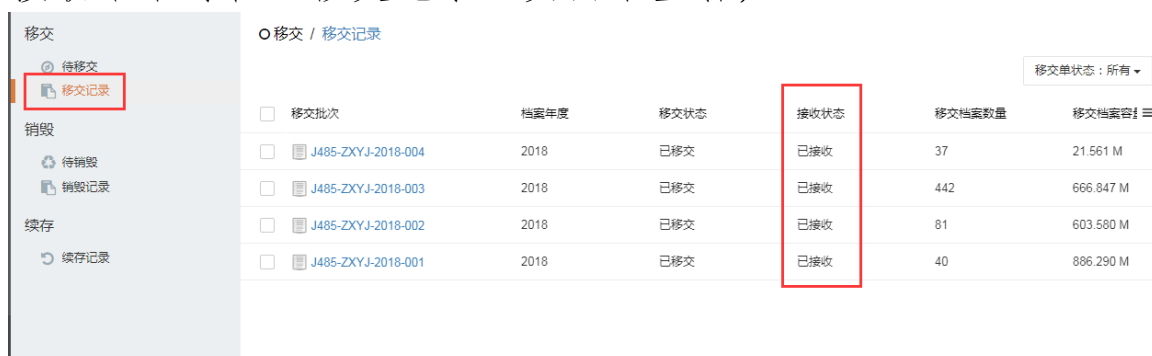 移交
待移交
移交记录
销毁
待销毁
销毁记录
续存
续存记录
移交 / 移交记录
移交单状态：所有
移交批次 档案年度 移交状态 接收状态 移交档案数量 移交档案容
J485-ZXYJ-2018-004 2018 已移交 已接收 37 21.561 M
J485-ZXYJ-2018-003 2018 已移交 已接收 442 666.847 M
J485-ZXYJ-2018-002 2018 已移交 已接收 81 603.580 M
J485-ZXYJ-2018-001 2018 已移交 已接收 40 886.290 M